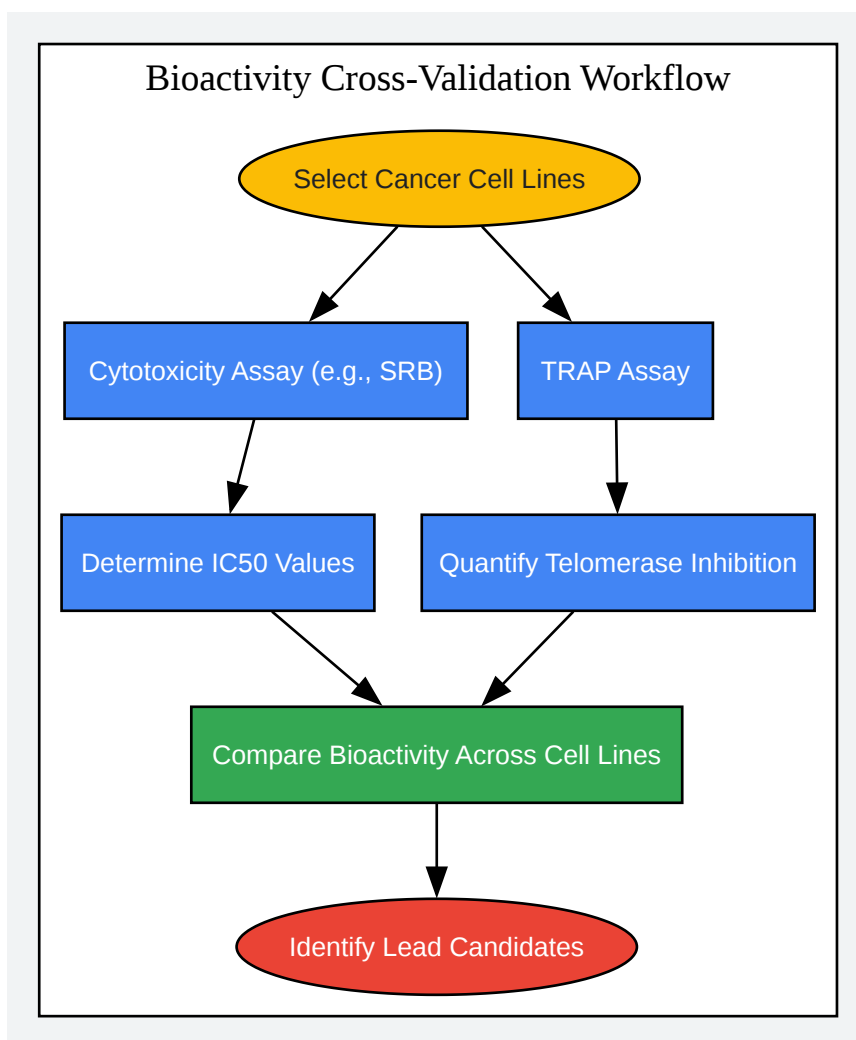 Bioactivity Cross-Validation Workflow
Select Cancer Cell Lines
Cytotoxicity Assay (e.g., SRB)
TRAP Assay
Determine IC50 Values
Quantify Telomerase Inhibition
Compare Bioactivity Across Cell Lines
Identify Lead Candidates